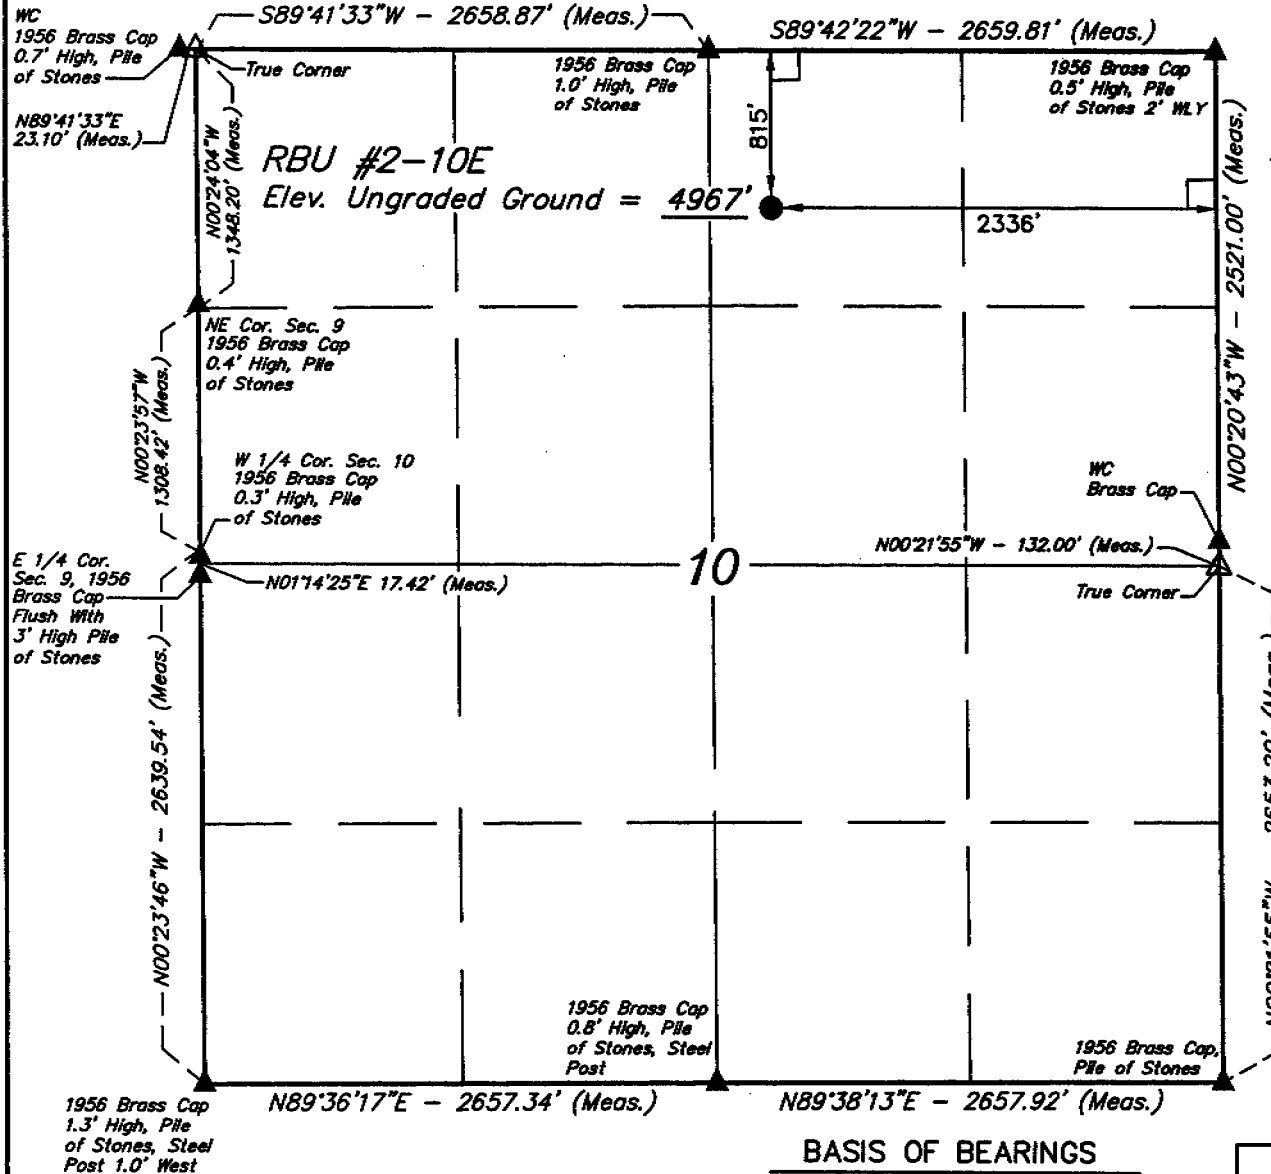 WC
1956 Brass Cap
0.7' High, Pile
of Stones
S89°41'33"W - 2658.87' (Meas.)
S89°42'22"W - 2659.81' (Meas.)
True Corner
1956 Brass Cap
1.0' High, Pile
of Stones
1956 Brass Cap
0.5' High, Pile
of Stones 2' WLY
N89°41'33"E
23.10' (Meas.)
N00°24'04"W
1348.20' (Meas.)
815'
RBU #2-10E
Elev. Ungraded Ground = 4967'
2336'
N00°20'43"W - 2521.00' (Meas.)
NE Cor. Sec. 9
1956 Brass Cap
0.4' High, Pile
of Stones
N00°23'57"W
1308.42' (Meas.)
W 1/4 Cor. Sec. 10
1956 Brass Cap
0.3' High, Pile
of Stones
WC
Brass Cap
E 1/4 Cor.
Sec. 9, 1956
Brass Cap
Flush With
3' High Pile
of Stones
N01°14'25"E 17.42' (Meas.)
10
N00°21'55"W - 132.00' (Meas.)
True Corner
N00°23'46"W - 2639.54' (Meas.)
1956 Brass Cap
0.8' High, Pile
of Stones, Steel
Post
1956 Brass Cap,
Pile of Stones
1956 Brass Cap
1.3' High, Pile
of Stones, Steel
Post 1.0' West
N89°36'17"E - 2657.34' (Meas.)
N89°38'13"E - 2657.92' (Meas.)
BASIS OF BEARINGS